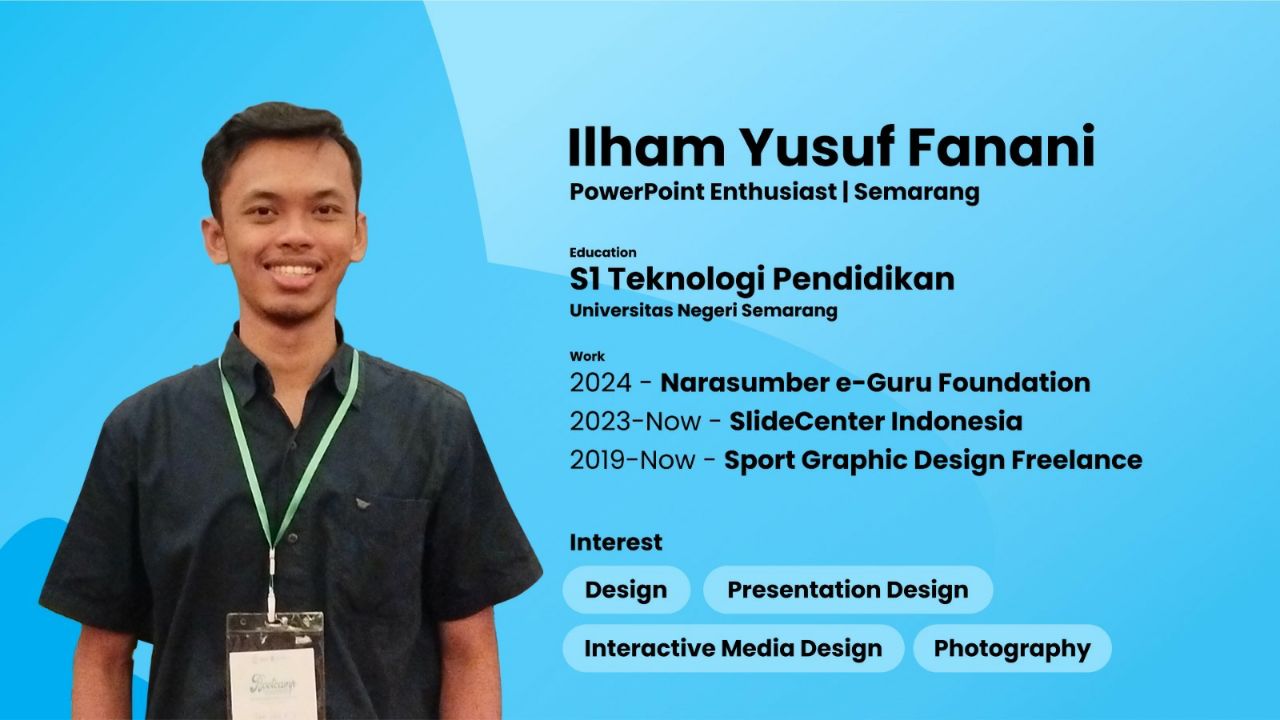 Ilham Yusuf Fanani
PowerPoint Enthusiast | Semarang
Education
S1 Teknologi Pendidikan
Universitas Negeri Semarang
Work
2024 - Narasumber e-Guru Foundation
2023-Now - SlideCenter Indonesia
2019-Now - Sport Graphic Design Freelance
Interest
Design
Presentation Design
Interactive Media Design
Photography
Bootcamp